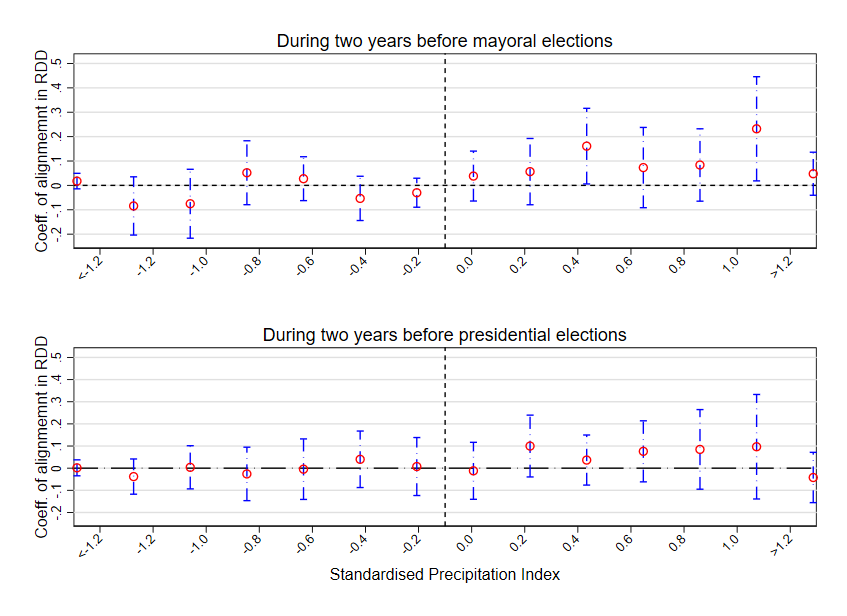 During two years before mayoral elections
Coeff. of alignmemnt in RDD
.5
.4
.3
.2
.1
0
-.1
-.2
<-1.2 -1.2 -1.0 -0.8 -0.6 -0.4 -0.2 0.0 0.2 0.4 0.6 0.8 1.0 >1.2
During two years before presidential elections
Coeff. of alignmemnt in RDD
.5
.4
.3
.2
.1
0
-.1
-.2
<-1.2 -1.2 -1.0 -0.8 -0.6 -0.4 -0.2 0.0 0.2 0.4 0.6 0.8 1.0 >1.2
Standardised Precipitation Index